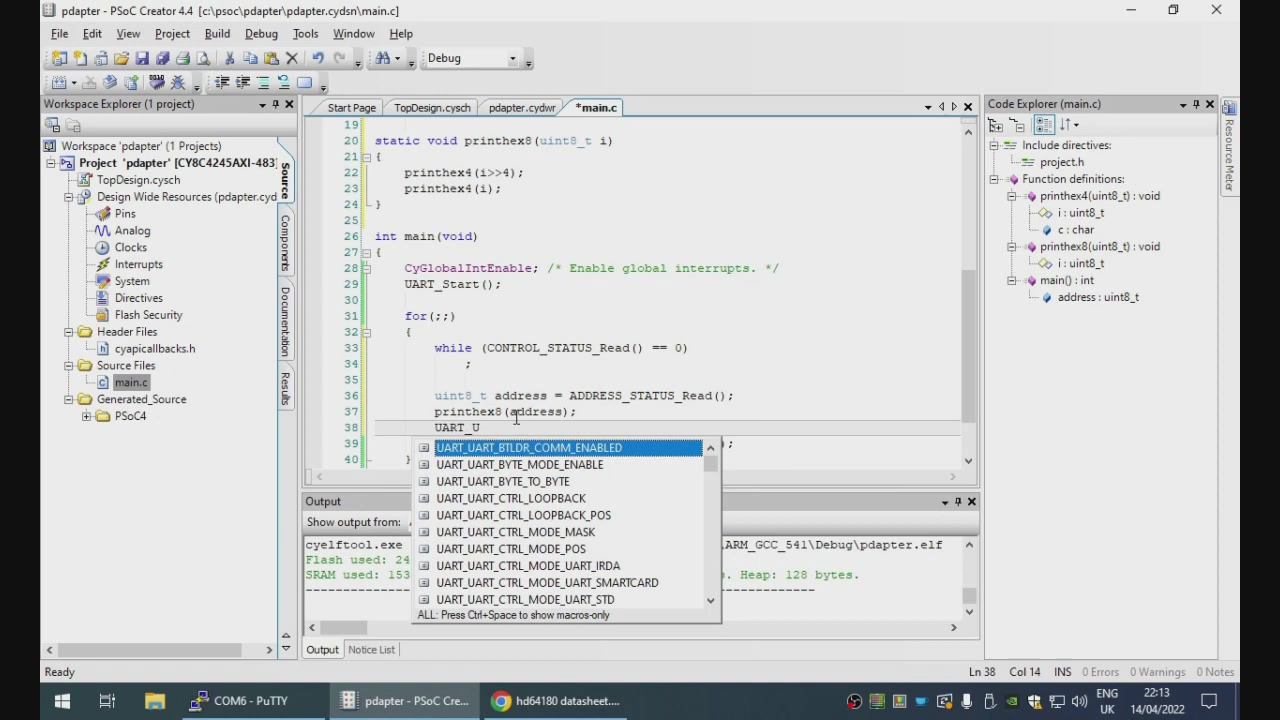 pdapter - PSoC Creator 4.4 [c:\psoc\pdapter\pdapter.cydsn\main.c]
File Edit View Project Build Debug Tools Window Help
Debug
Workspace Explorer (1 project)
Workspace 'pdapter' (1 project)
Project 'pdapter' [CY8C4245AXI-483]
TopDesign.cysch
Design Wide Resources (pdapter.cyd
Pins
Analog
Clocks
Interrupts
System
Directives
Flash Security
Header Files
cyapicallbacks.h
Source Files
main.c
Generated_Source
PSoC4
Source
Components
Documentation
Results
Start Page TopDesign.cysch pdapter.cydwr *main.c
19
20 static void printhex8(uint8_t i)
21 {
22 printhex4(i>>4);
23 printhex4(i);
24 }
25
26 int main(void)
27 {
28 CyGlobalIntEnable; /* Enable global interrupts. */
29 UART_Start();
30
31 for(;;)
32 {
33 while (CONTROL_STATUS_Read() == 0)
34 ;
35
36 uint8_t address = ADDRESS_STATUS_Read();
37 printhex8(address);
38 UART_U
39 );
40 }
UART_UART_BTLDR_COMM_ENABLED
UART_UART_BYTE_MODE_ENABLE
UART_UART_BYTE_TO_BYTE
UART_UART_CTRL_LOOPBACK
UART_UART_CTRL_LOOPBACK_POS
UART_UART_CTRL_MODE_MASK
UART_UART_CTRL_MODE_POS
UART_UART_CTRL_MODE_UART_IRDA
UART_UART_CTRL_MODE_UART_SMARTCARD
UART_UART_CTRL_MODE_UART_STD
ALL: Press Ctrl+Space to show macros-only
Output
Show output from:
cyelftool.exe \ARM_GCC_541\Debug\pdapter.elf
Flash used: 24
SRAM used: 153 . Heap: 128 bytes.
Output Notice List
Code Explorer (main.c)
Include directives:
project.h
Function definitions:
printhex4(uint8_t) : void
i : uint8_t
c : char
printhex8(uint8_t) : void
i : uint8_t
main() : int
address : uint8_t
Resource Meter
Ready Ln 38 Col 14 INS 0 Errors 0 Warnings 0 Notes
COM6 - PuTTY pdapter - PSoC Cre... hd64180 datasheet....
ENG
UK
22:13
14/04/2022